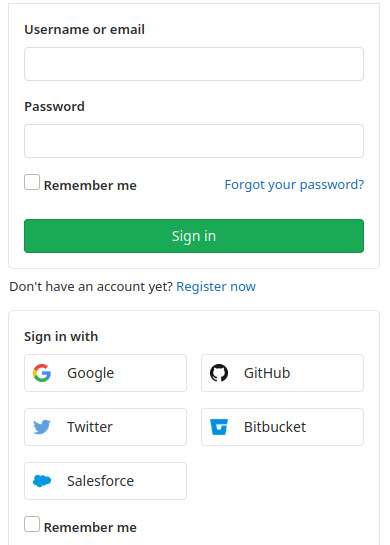 Username or email
Password
Remember me Forgot your password?
Sign in
Don't have an account yet? Register now
Sign in with
Google GitHub
Twitter Bitbucket
Salesforce
Remember me